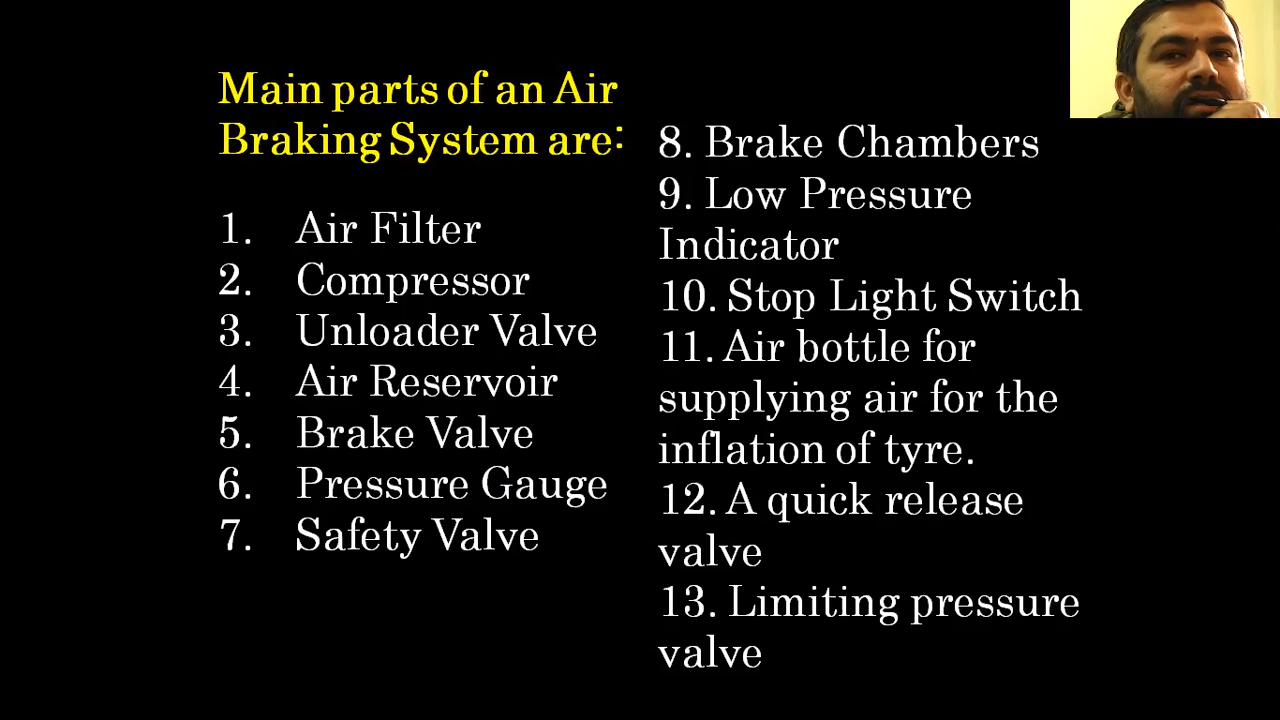 Main parts of an Air
Braking System are:
1. Air Filter
2. Compressor
3. Unloader Valve
4. Air Reservoir
5. Brake Valve
6. Pressure Gauge
7. Safety Valve
8. Brake Chambers
9. Low Pressure
Indicator
10. Stop Light Switch
11. Air bottle for
supplying air for the
inflation of tyre.
12. A quick release
valve
13. Limiting pressure
valve